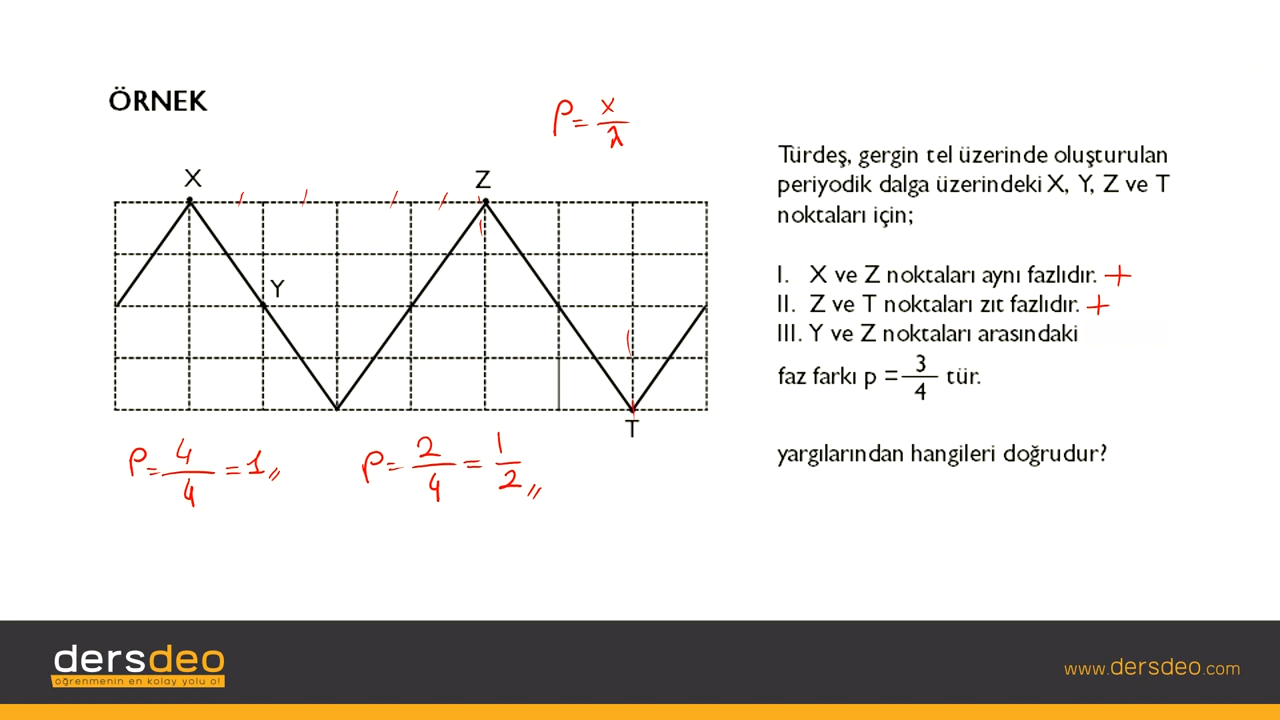 ÖRNEK
P = x/λ
X
Z
Y
T
P = 4/4 = 1 //
P = 2/4 = 1/2 //
Türdeş, gergin tel üzerinde oluşturulan
periyodik dalga üzerindeki X, Y, Z ve T
noktaları için;
I. X ve Z noktaları aynı fazlıdır. +
II. Z ve T noktaları zıt fazlıdır. +
III. Y ve Z noktaları arasındaki
faz farkı p = 3/4 tür.
yargılarından hangileri doğrudur?
dersdeo
öğrenmenin en kolay yolu o!
www.dersdeo.com